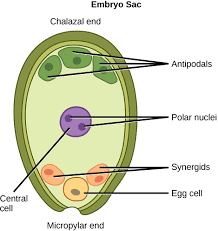 Embryo Sac
Chalazal end
Antipodals
Polar nuclei
Synergids
Egg cell
Central
cell
Micropylar end